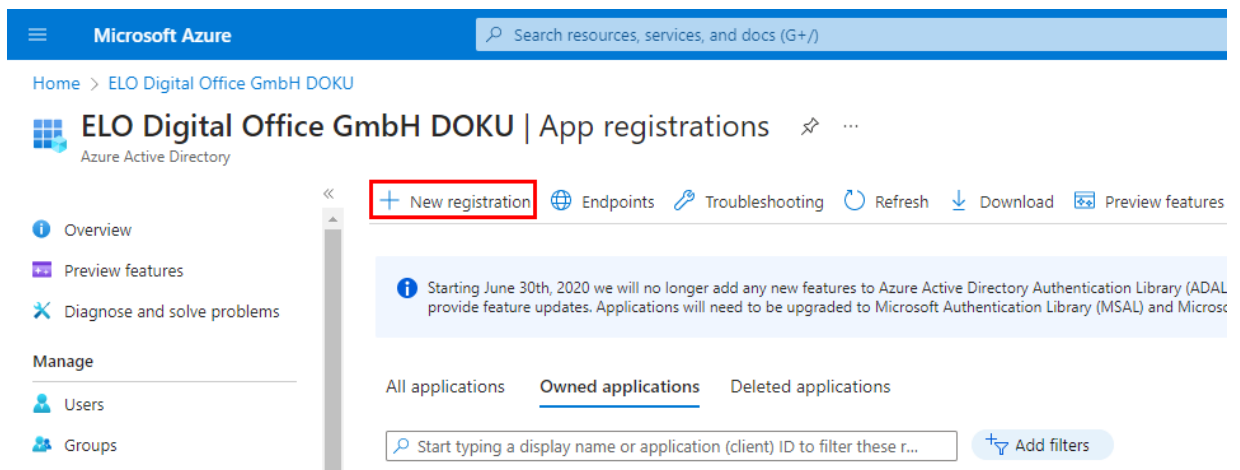 Microsoft Azure
Search resources, services, and docs (G+/)
Home > ELO Digital Office GmbH DOKU
ELO Digital Office GmbH DOKU | App registrations ...
Azure Active Directory
«
+ New registration Endpoints Troubleshooting Refresh Download Preview features
Overview
Preview features
Diagnose and solve problems
Starting June 30th, 2020 we will no longer add any new features to Azure Active Directory Authentication Library (ADAL
provide feature updates. Applications will need to be upgraded to Microsoft Authentication Library (MSAL) and Microso
Manage
All applications Owned applications Deleted applications
Users
Groups
Start typing a display name or application (client) ID to filter these r...
Add filters